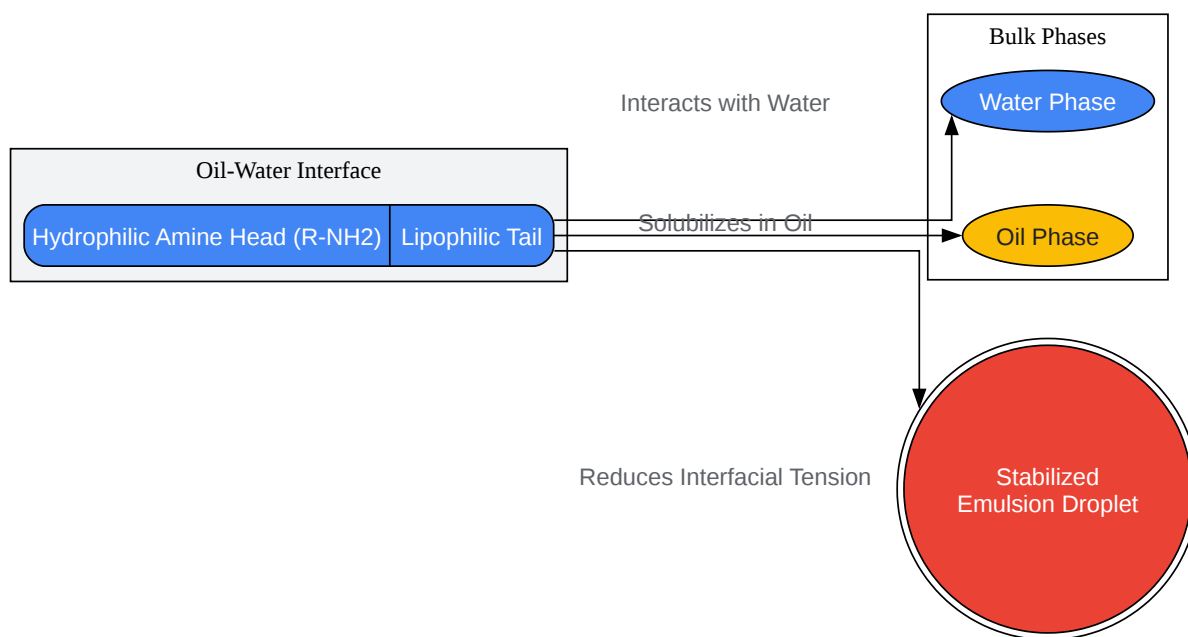 Bulk Phases
Water Phase
Interacts with Water
Oil-Water Interface
Hydrophilic Amine Head (R-NH2)
Lipophilic Tail
Solubilizes in Oil
Oil Phase
Reduces Interfacial Tension
Stabilized
Emulsion Droplet